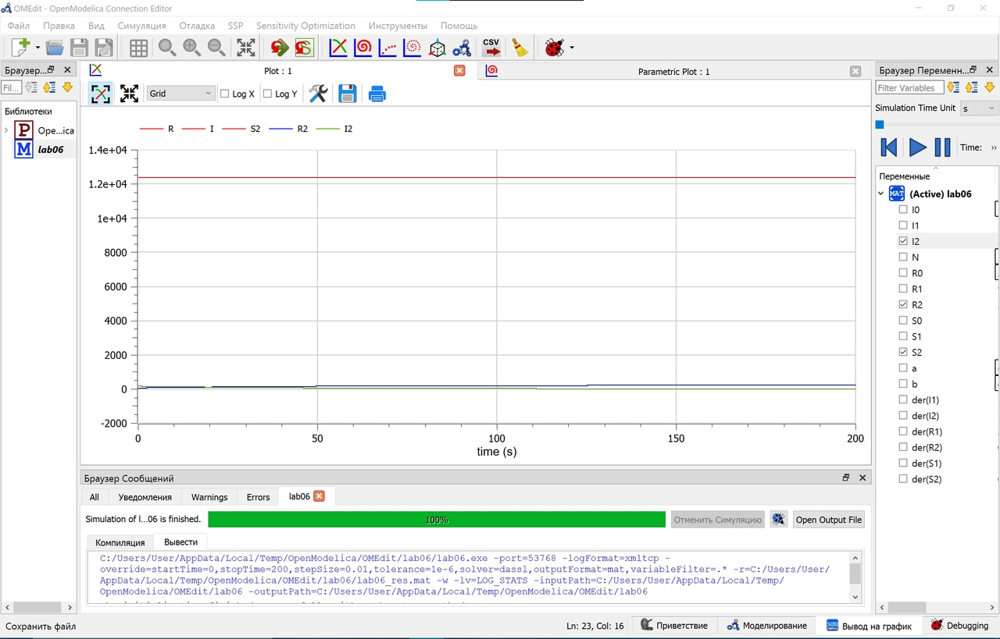 OMEdit - OpenModelica Connection Editor
Файл Правка Вид Симуляция Отладка SSP Sensitivity Optimization Инструменты Помощь
CSV
Браузер...
Plot : 1
Parametric Plot : 1
Браузер Переменн...
Fil...
Grid
Log X
Log Y
Filter Variables
Simulation Time Unit
s
Библиотеки
P
Ope...ica
M
lab06
Time:
»
R I S2 R2 I2
1.4e+04
1.2e+04
1e+04
8000
6000
4000
2000
0
-2000
0 50 100 150 200
time (s)
Переменные
MAT
(Active) lab06
I0
I1
I2
N
R0
R1
R2
S0
S1
S2
a
b
der(I1)
der(I2)
der(R1)
der(R2)
der(S1)
der(S2)
Браузер Сообщений
All Уведомления Warnings Errors lab06
Simulation of l...06 is finished.
100%
Отменить Симуляцию
Open Output File
Компиляция Вывести
C:/Users/User/AppData/Local/Temp/OpenModelica/OMEdit/lab06/lab06.exe -port=53768 -logFormat=xmltcp -
override=startTime=0,stopTime=200,stepSize=0.01,tolerance=1e-6,solver=dassl,outputFormat=mat,variableFilter=.* -r=C:/Users/User/
AppData/Local/Temp/OpenModelica/OMEdit/lab06/lab06_res.mat -w -lv=LOG_STATS -inputPath=C:/Users/User/AppData/Local/Temp/
OpenModelica/OMEdit/lab06 -outputPath=C:/Users/User/AppData/Local/Temp/OpenModelica/OMEdit/lab06
Сохранить файл
Ln: 23, Col: 16
Приветствие
Моделирование
Вывод на график
Debugging